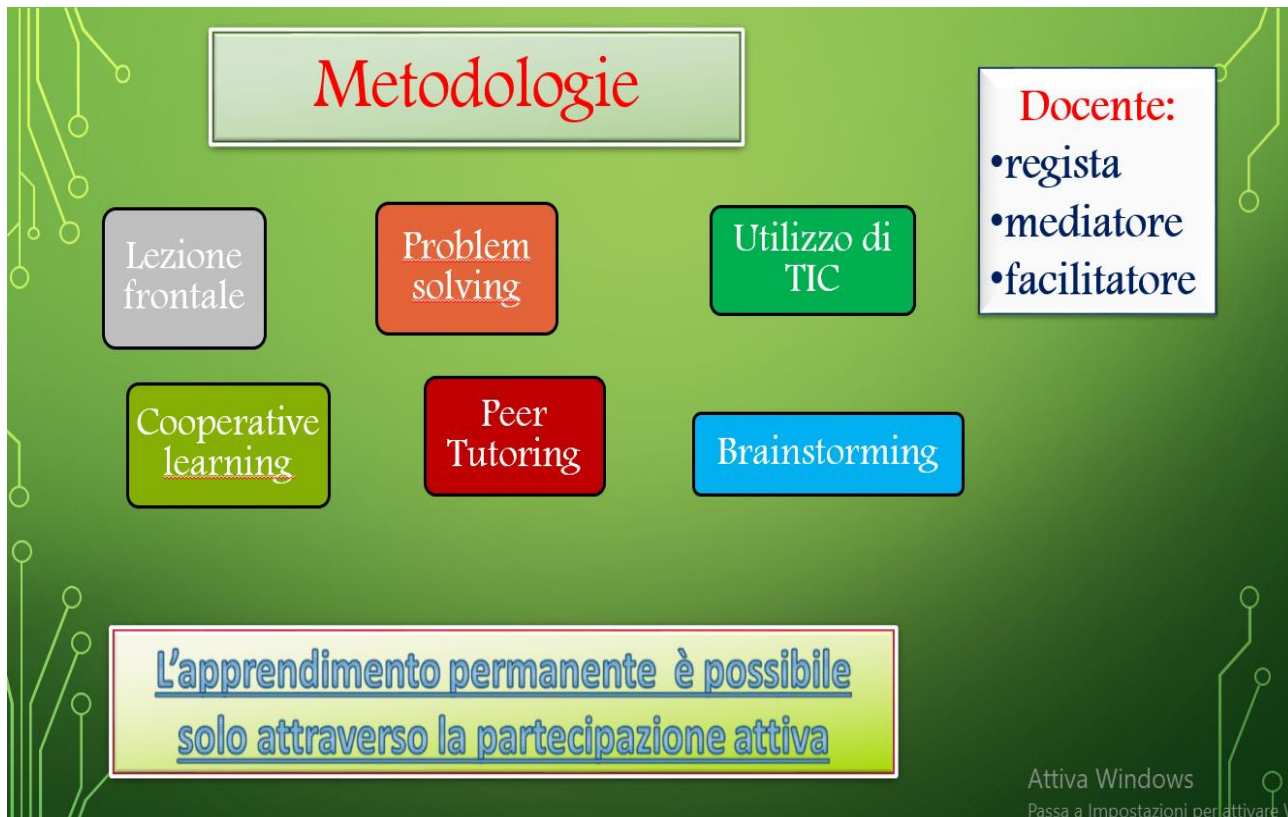 Metodologie
Docente:
•regista
•mediatore
•facilitatore
Lezione
frontale
Problem
solving
Utilizzo di
TIC
Cooperative
learning
Peer
Tutoring
Brainstorming
L'apprendimento permanente è possibile
solo attraverso la partecipazione attiva
Attiva Windows
Passa a Impostazioni per attivare